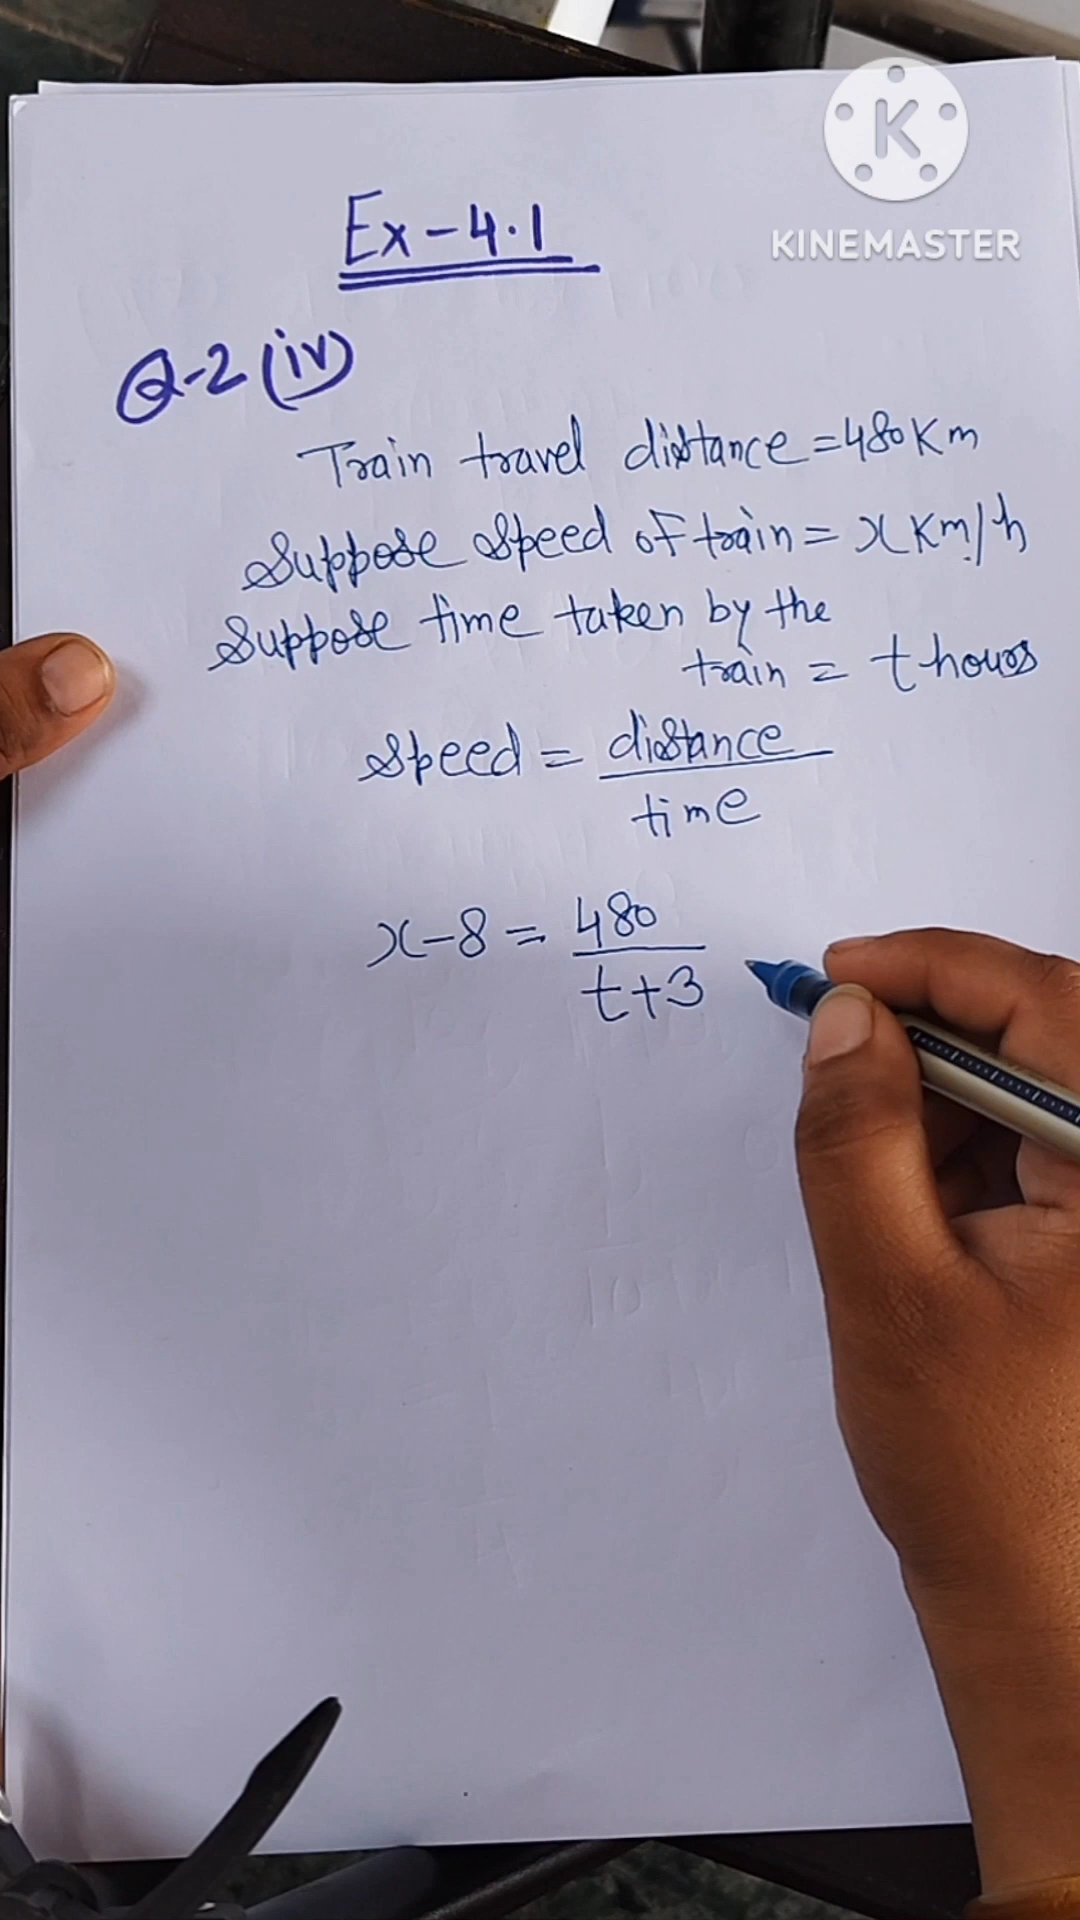 K
KINEMASTER
Ex-4.1
Q-2 (iv)
Train travel distance = 480 Km
Suppose speed of train = x Km/h
Suppose time taken by the
train = t hours
Speed = distance
time
x-8 = 480
t+3